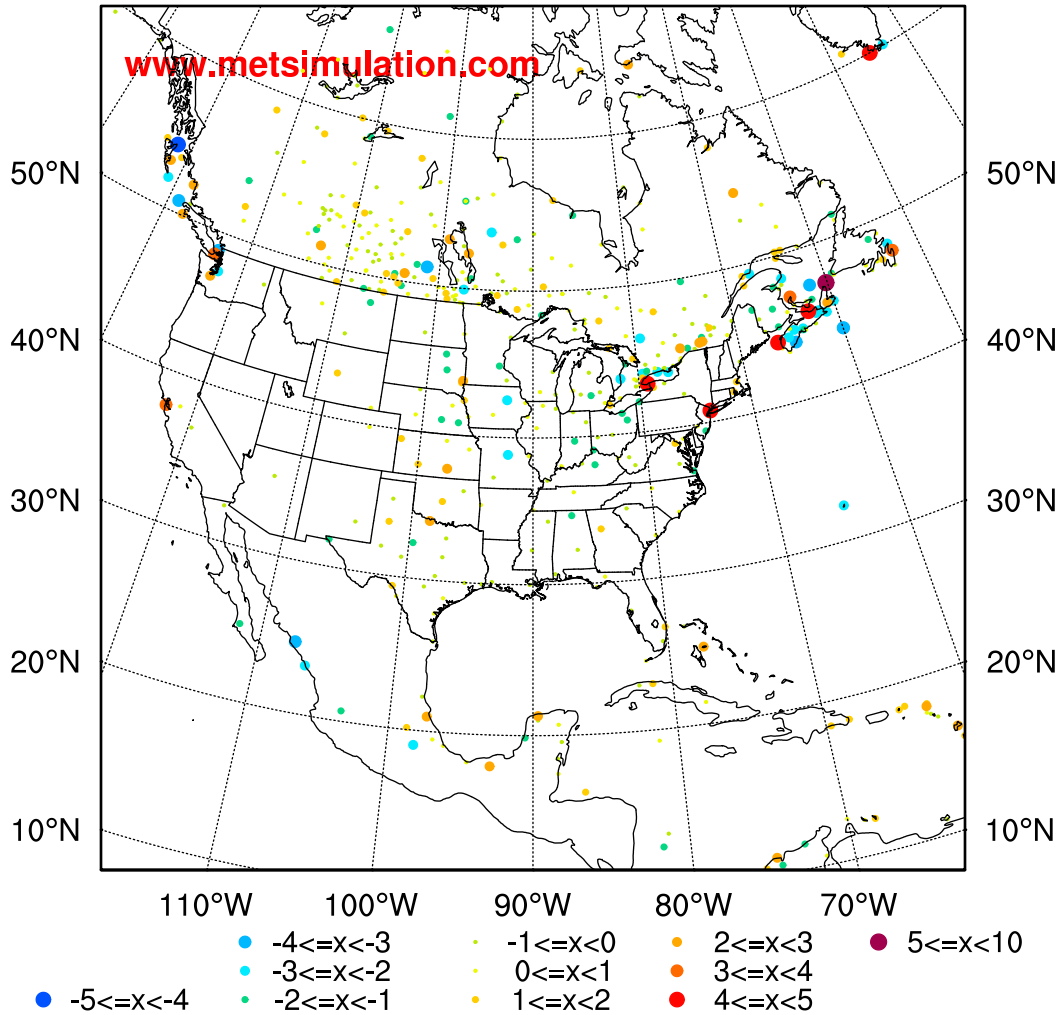 www.metsimulation.com
50°N 50°N
40°N 40°N
30°N 30°N
20°N 20°N
10°N 10°N
110°W 100°W 90°W 80°W 70°W
-4<=x<-3 -1<=x<0 2<=x<3 5<=x<10
-3<=x<-2 0<=x<1 3<=x<4
-5<=x<-4 -2<=x<-1 1<=x<2 4<=x<5